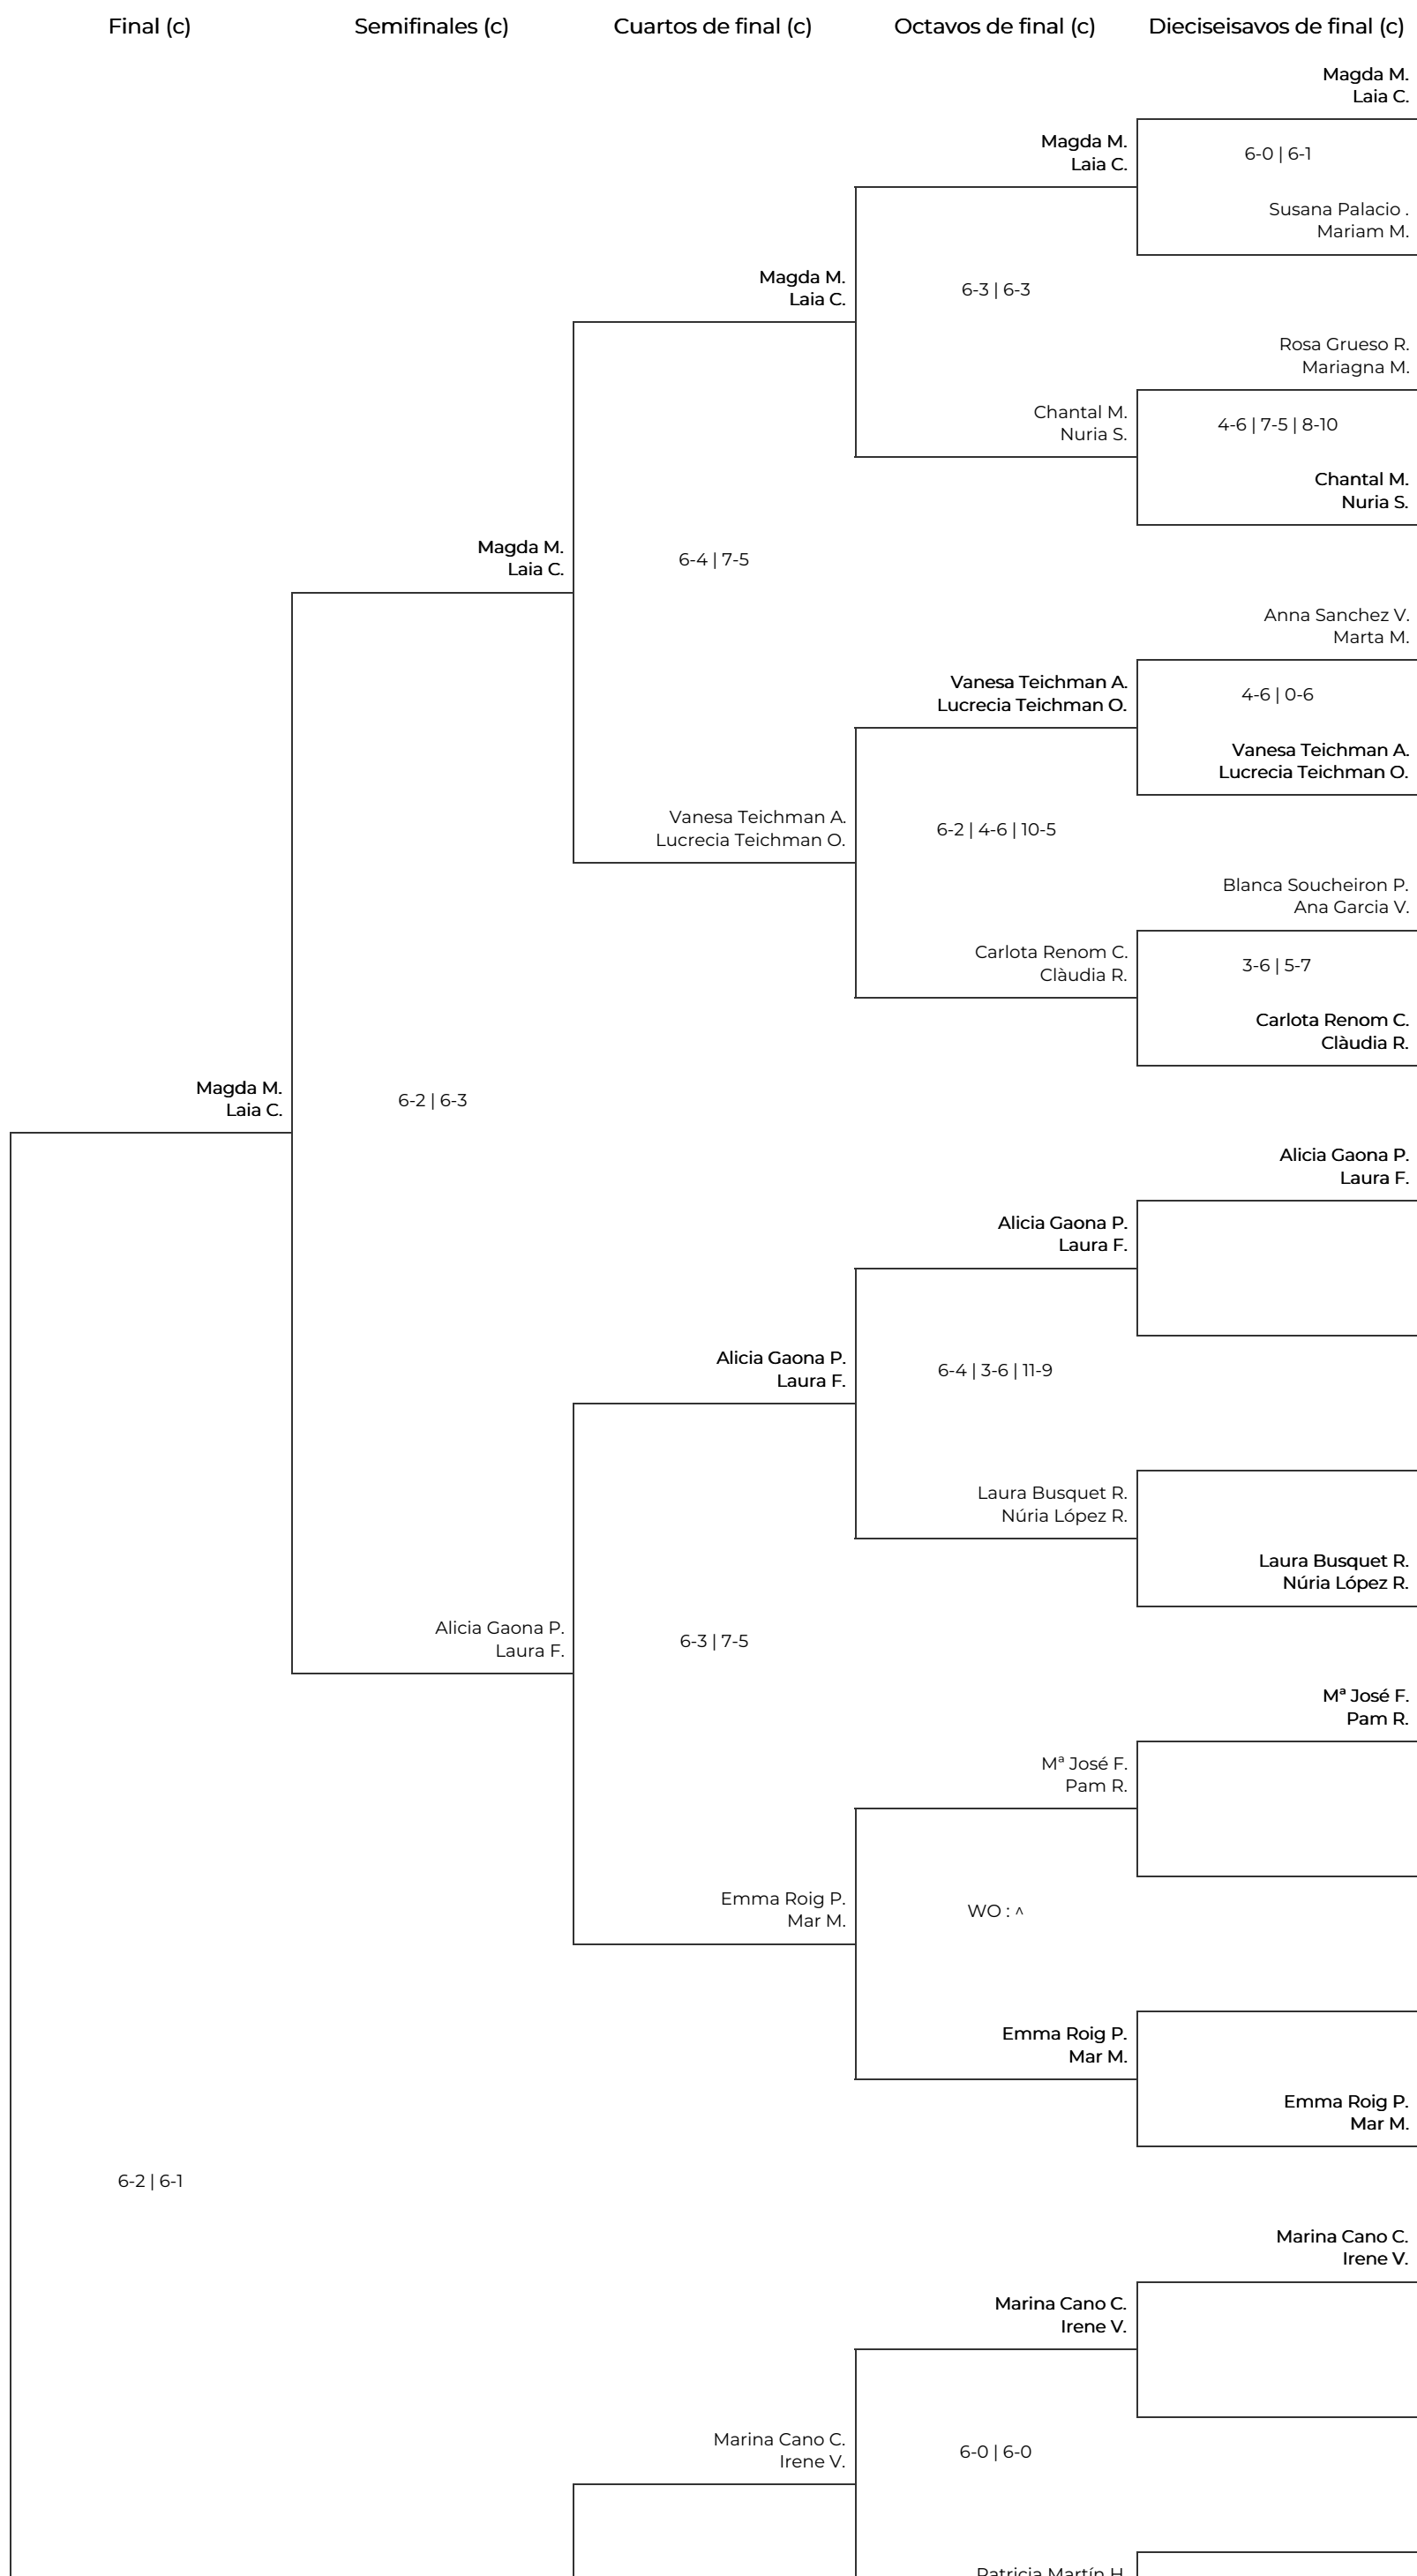 Final (c)
Semifinales (c)
Cuartos de final (c)
Octavos de final (c)
Dieciseisavos de final (c)
Magda M.
Laia C.
Magda M.
Laia C.
6-0 | 6-1
Susana Palacio .
Mariam M.
Magda M.
Laia C.
6-3 | 6-3
Rosa Grueso R.
Mariagna M.
Chantal M.
Nuria S.
4-6 | 7-5 | 8-10
Chantal M.
Nuria S.
Magda M.
Laia C.
6-4 | 7-5
Anna Sanchez V.
Marta M.
Vanesa Teichman A.
Lucrecia Teichman O.
4-6 | 0-6
Vanesa Teichman A.
Lucrecia Teichman O.
Vanesa Teichman A.
Lucrecia Teichman O.
6-2 | 4-6 | 10-5
Blanca Soucheiron P.
Ana Garcia V.
Carlota Renom C.
Clàudia R.
3-6 | 5-7
Carlota Renom C.
Clàudia R.
Magda M.
Laia C.
6-2 | 6-3
Alicia Gaona P.
Laura F.
Alicia Gaona P.
Laura F.
Alicia Gaona P.
Laura F.
6-4 | 3-6 | 11-9
Laura Busquet R.
Núria López R.
Laura Busquet R.
Núria López R.
Alicia Gaona P.
Laura F.
6-3 | 7-5
Mª José F.
Pam R.
Mª José F.
Pam R.
Emma Roig P.
Mar M.
WO : ^
Emma Roig P.
Mar M.
Emma Roig P.
Mar M.
6-2 | 6-1
Marina Cano C.
Irene V.
Marina Cano C.
Irene V.
Marina Cano C.
Irene V.
6-0 | 6-0
Patricia Martín H.